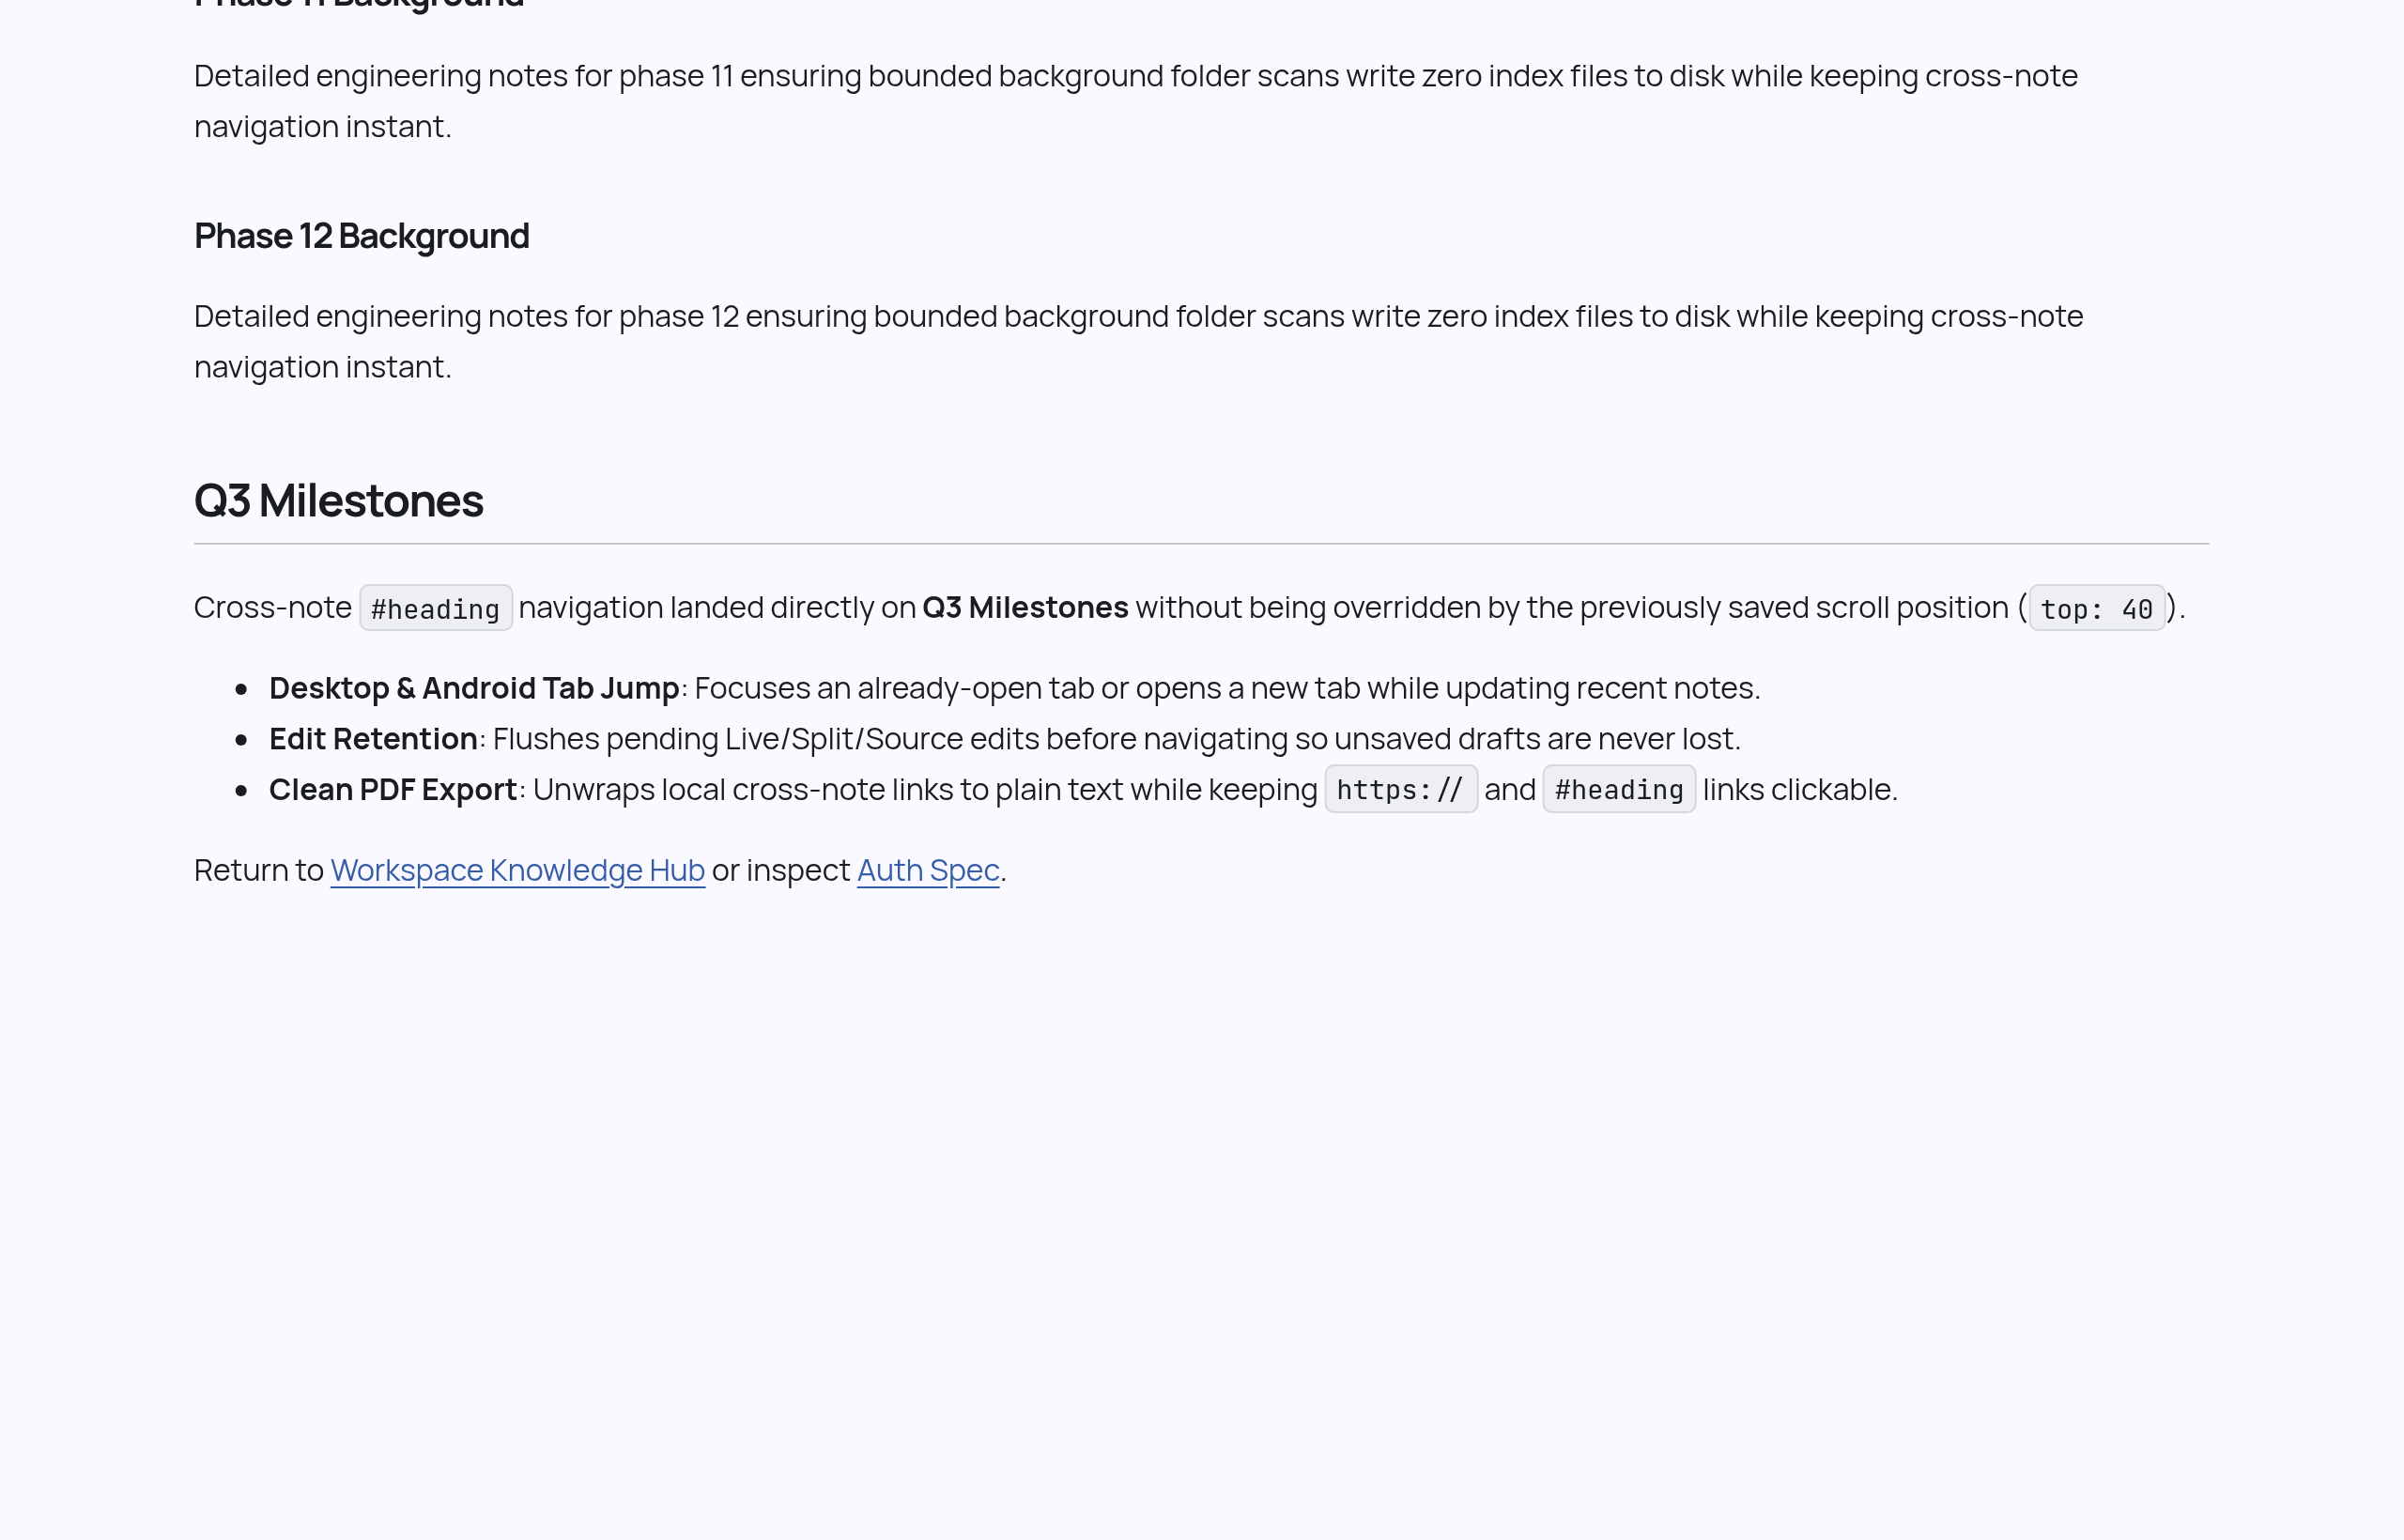 Phase 11 Background
Detailed engineering notes for phase 11 ensuring bounded background folder scans write zero index files to disk while keeping cross-note
navigation instant.
Phase 12 Background
Detailed engineering notes for phase 12 ensuring bounded background folder scans write zero index files to disk while keeping cross-note
navigation instant.
Q3 Milestones
Cross-note #heading navigation landed directly on Q3 Milestones without being overridden by the previously saved scroll position (top: 40).
• Desktop & Android Tab Jump: Focuses an already-open tab or opens a new tab while updating recent notes.
• Edit Retention: Flushes pending Live/Split/Source edits before navigating so unsaved drafts are never lost.
• Clean PDF Export: Unwraps local cross-note links to plain text while keeping https:// and #heading links clickable.
Return to Workspace Knowledge Hub or inspect Auth Spec.